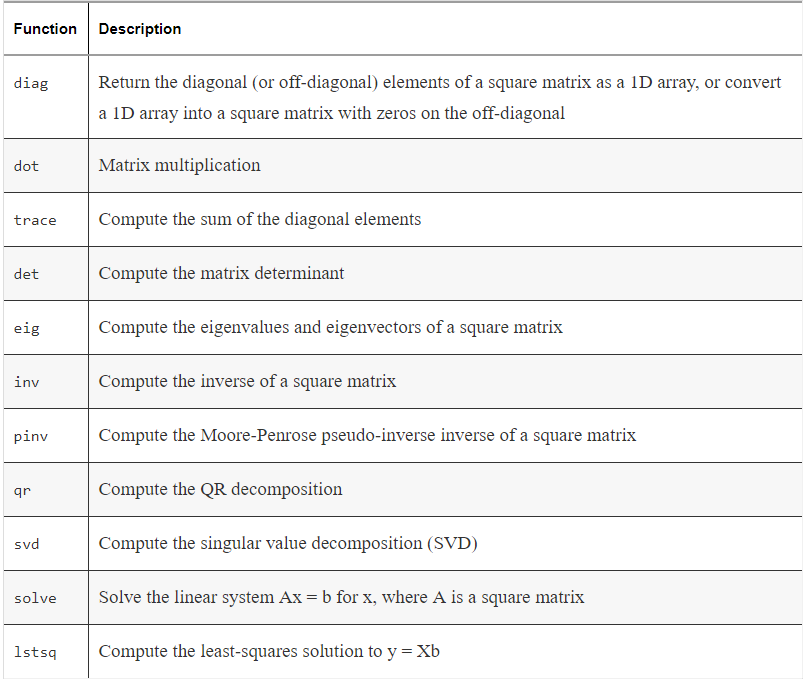 Function Description
diag Return the diagonal (or off-diagonal) elements of a square matrix as a 1D array, or convert
a 1D array into a square matrix with zeros on the off-diagonal
dot Matrix multiplication
trace Compute the sum of the diagonal elements
det Compute the matrix determinant
eig Compute the eigenvalues and eigenvectors of a square matrix
inv Compute the inverse of a square matrix
pinv Compute the Moore-Penrose pseudo-inverse inverse of a square matrix
qr Compute the QR decomposition
svd Compute the singular value decomposition (SVD)
solve Solve the linear system Ax = b for x, where A is a square matrix
lstsq Compute the least-squares solution to y = Xb